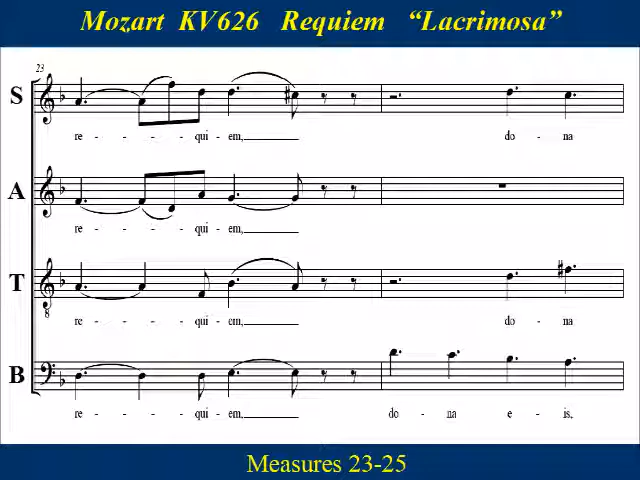 Mozart KV626 Requiem “Lacrimosa”
23
S
re - - - qui - em,
do - na
A
re - - - qui - em,
T
8
re - - - qui - em,
do - na
B
re - - - qui - em,
do - na e - is,
Measures 23-25